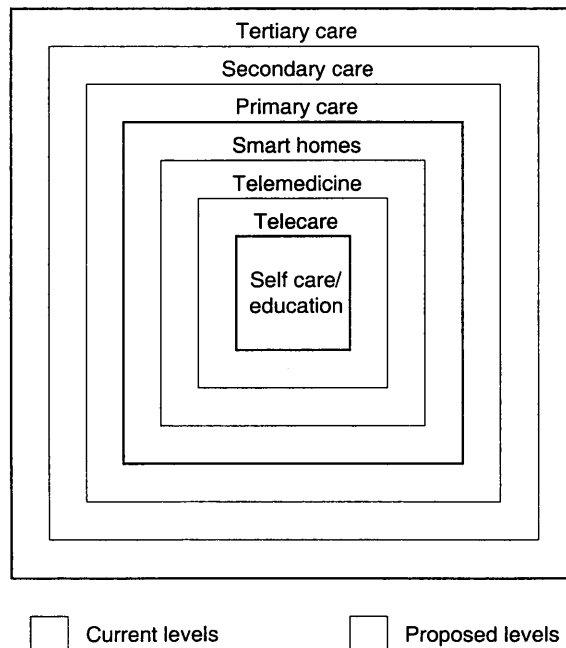 Tertiary care
Secondary care
Primary care
Smart homes
Telemedicine
Telecare
Self care/
education
Current levels
Proposed levels